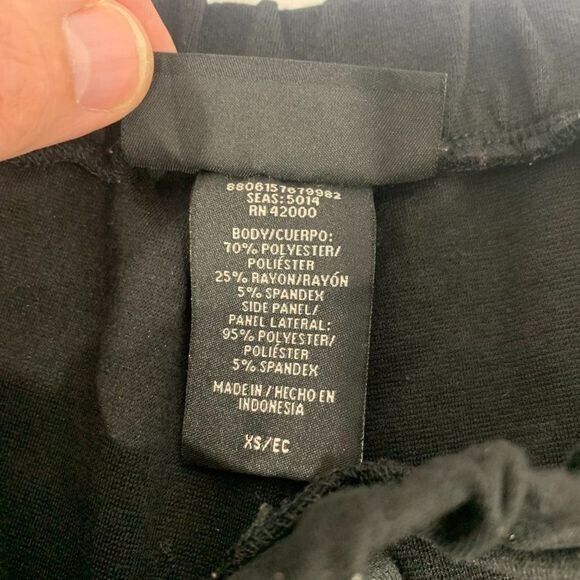 8806157679982
SEAS: 5014
RN 42000
BODY/CUERPO:
70% POLYESTER/
POLIÉSTER
25% RAYON/RAYÓN
5% SPANDEX
SIDE PANEL/
PANEL LATERAL:
95% POLYESTER/
POLIÉSTER
5% SPANDEX
MADE IN / HECHO EN
INDONESIA
XS/EC